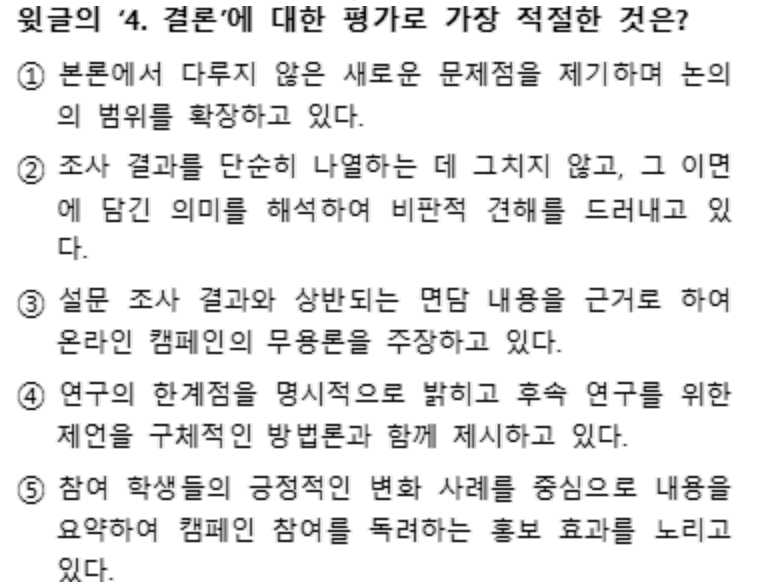 윗글의 ‘4. 결론’에 대한 평가로 가장 적절한 것은?
① 본론에서 다루지 않은 새로운 문제점을 제기하며 논의
의 범위를 확장하고 있다.
② 조사 결과를 단순히 나열하는 데 그치지 않고, 그 이면
에 담긴 의미를 해석하여 비판적 견해를 드러내고 있
다.
③ 설문 조사 결과와 상반되는 면담 내용을 근거로 하여
온라인 캠페인의 무용론을 주장하고 있다.
④ 연구의 한계점을 명시적으로 밝히고 후속 연구를 위한
제언을 구체적인 방법론과 함께 제시하고 있다.
⑤ 참여 학생들의 긍정적인 변화 사례를 중심으로 내용을
요약하여 캠페인 참여를 독려하는 홍보 효과를 노리고
있다.